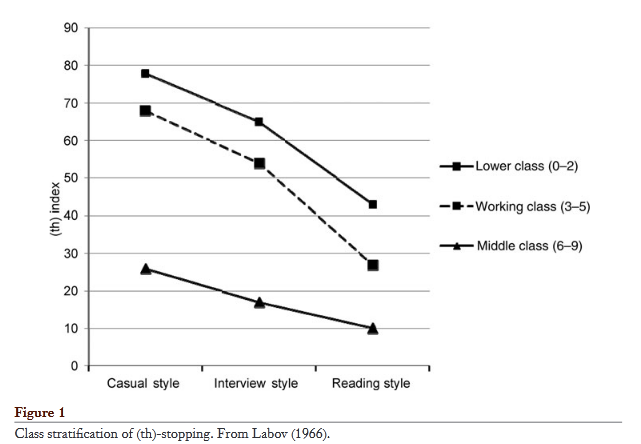 90
80
70
60
50
40
30
20
10
0
(th) index
Casual style Interview style Reading style
Lower class (0–2)
Working class (3–5)
Middle class (6–9)
Figure 1
Class stratification of (th)-stopping. From Labov (1966).